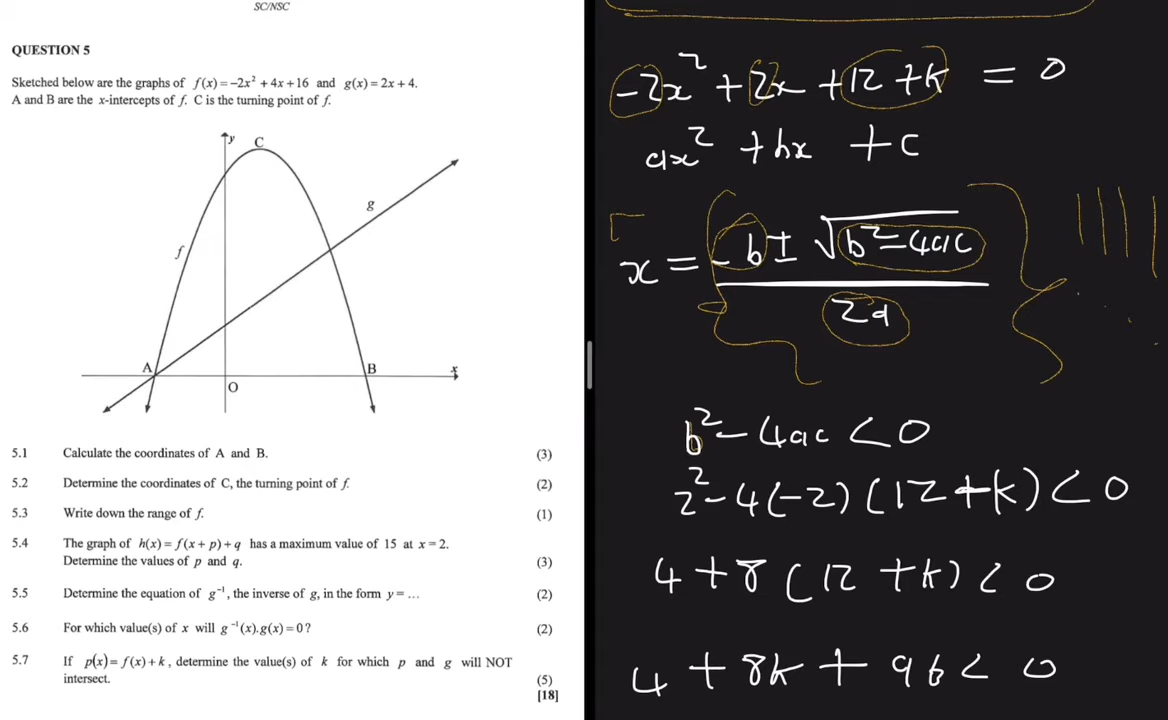 SC/NSC
QUESTION 5
Sketched below are the graphs of f(x) = −2x² + 4x + 16 and g(x) = 2x + 4.
A and B are the x-intercepts of f. C is the turning point of f.
y
C
g
f
A
B
x
O
5.1 Calculate the coordinates of A and B. (3)
5.2 Determine the coordinates of C, the turning point of f. (2)
5.3 Write down the range of f. (1)
5.4 The graph of h(x) = f(x + p) + q has a maximum value of 15 at x = 2.
Determine the values of p and q. (3)
5.5 Determine the equation of g⁻¹, the inverse of g, in the form y = ... (2)
5.6 For which value(s) of x will g⁻¹(x).g(x) = 0? (2)
5.7 If p(x) = f(x) + k, determine the value(s) of k for which p and g will NOT
intersect. (5)
[18]
-2x² + 2x + 12 + k = 0
ax² + bx + c
x = -b ± √b² - 4ac
2a
b² - 4ac < 0
2² - 4(-2)(12 + k) < 0
4 + 8(12 + k) < 0
4 + 8k + 96 < 0